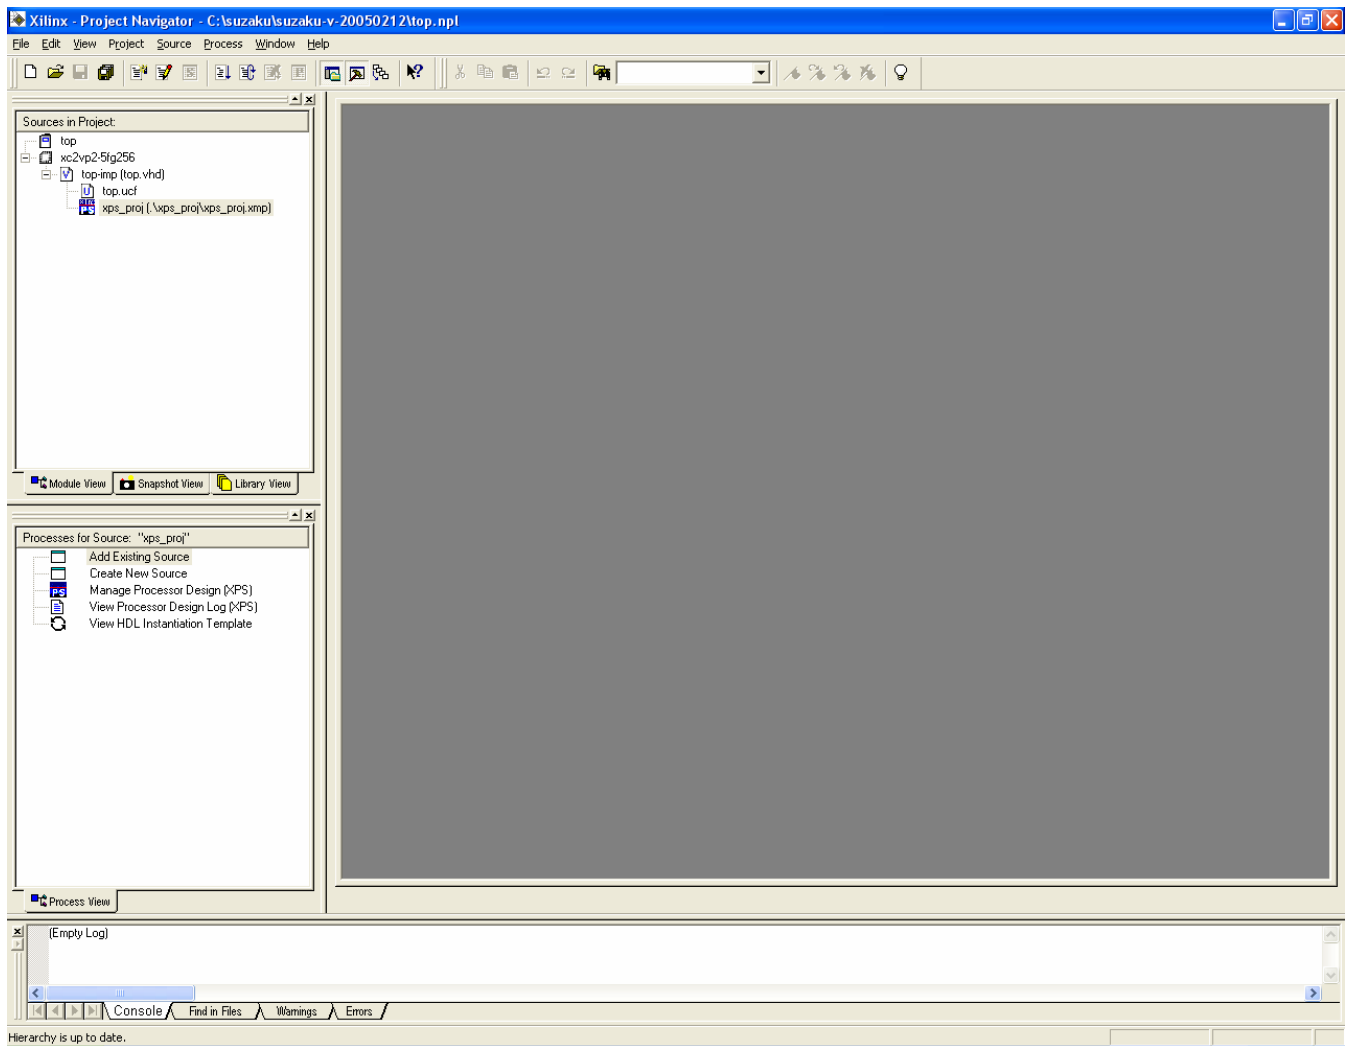 Xilinx - Project Navigator - C:\suzaku\suzaku-v-20050212\top.npl
File Edit View Project Source Process Window Help
Sources in Project:
top
xc2vp2-5fg256
top-imp (top.vhd)
top.ucf
xps_proj (.\xps_proj\xps_proj.xmp)
Module View Snapshot View Library View
Processes for Source: "xps_proj"
Add Existing Source
Create New Source
Manage Processor Design (XPS)
View Processor Design Log (XPS)
View HDL Instantiation Template
Process View
(Empty Log)
Console Find in Files Warnings Errors
Hierarchy is up to date.